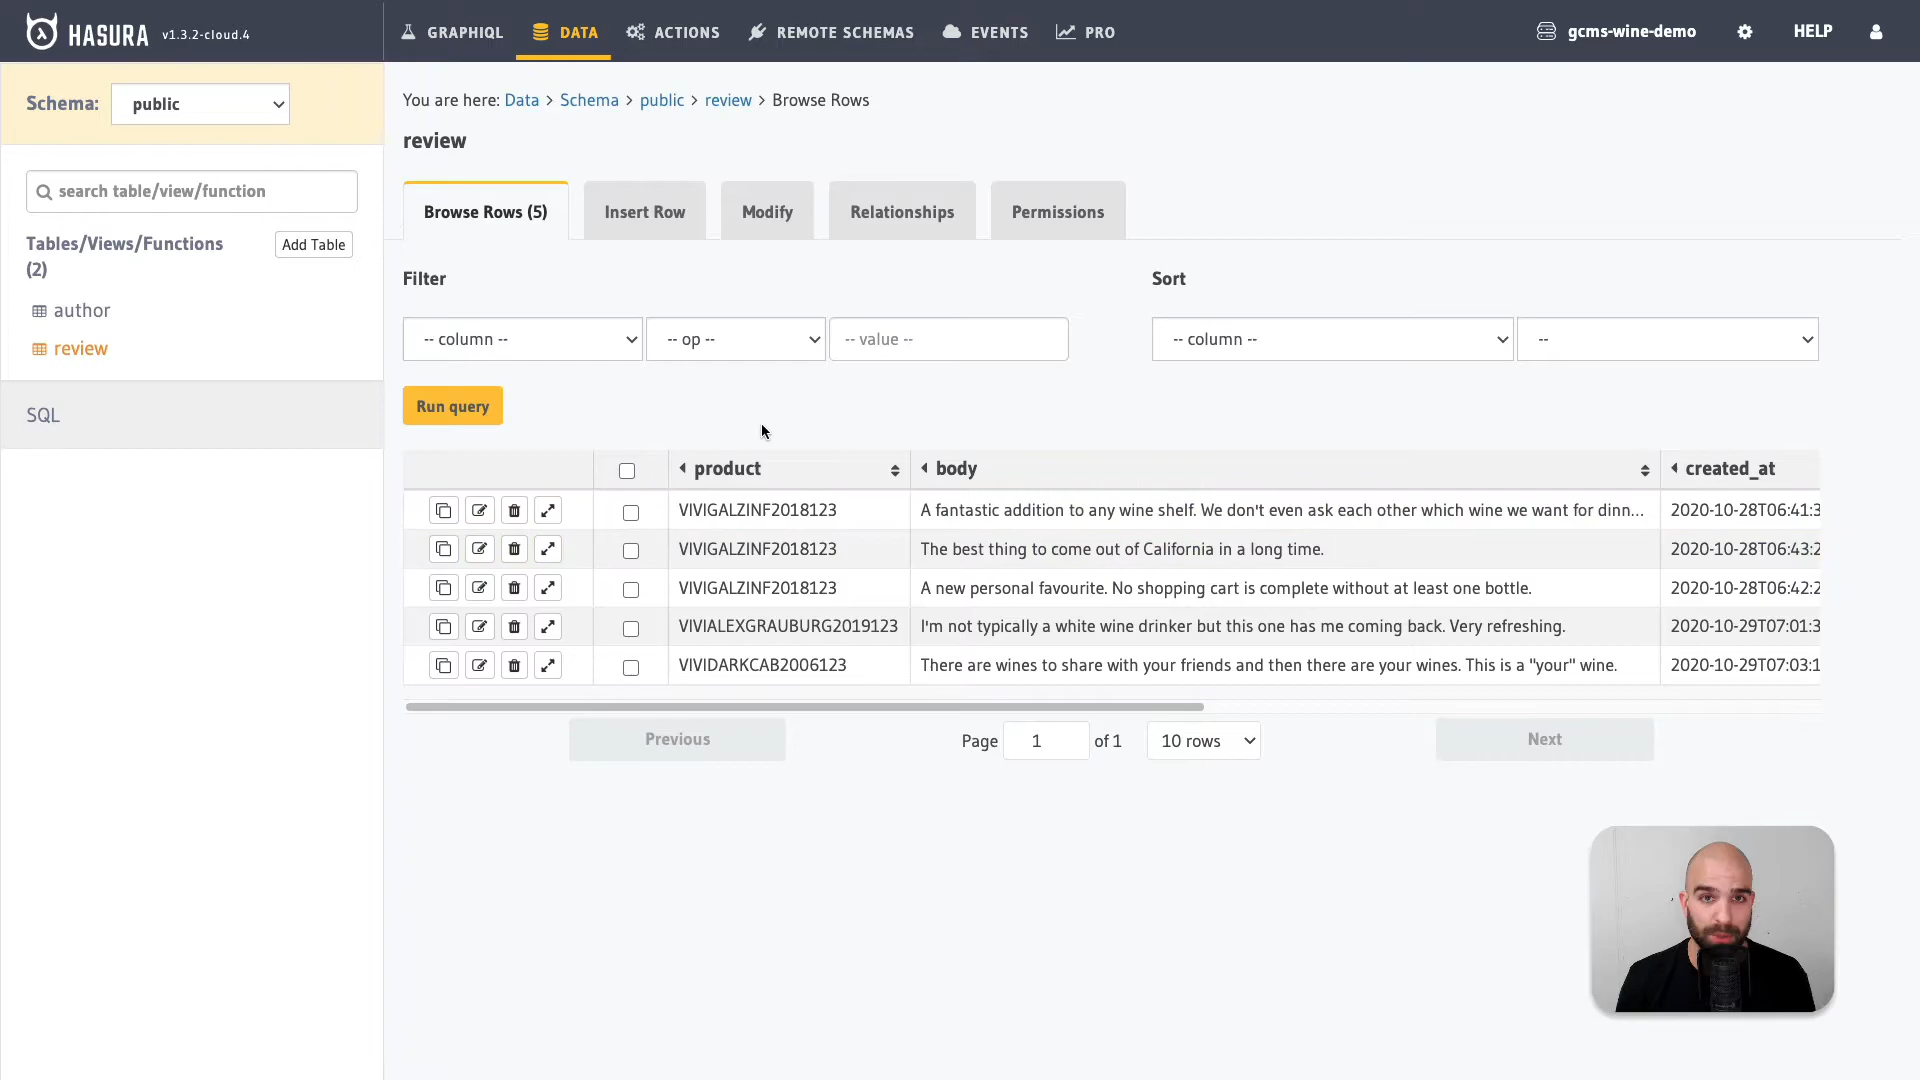 HASURA v1.3.2-cloud.4
GRAPHIQL DATA ACTIONS REMOTE SCHEMAS EVENTS PRO gcms-wine-demo HELP
Schema: public
search table/view/function
Tables/Views/Functions
(2)
Add Table
author
review
SQL
You are here: Data > Schema > public > review > Browse Rows
review
Browse Rows (5) Insert Row Modify Relationships Permissions
Filter Sort
-- column -- -- op -- -- value -- -- column -- --
Run query
product body created_at
VIVIGALZINF2018123 A fantastic addition to any wine shelf. We don't even ask each other which wine we want for dinn... 2020-10-28T06:41:3
VIVIGALZINF2018123 The best thing to come out of California in a long time. 2020-10-28T06:43:2
VIVIGALZINF2018123 A new personal favourite. No shopping cart is complete without at least one bottle. 2020-10-28T06:42:2
VIVIALEXGRAUBURG2019123 I'm not typically a white wine drinker but this one has me coming back. Very refreshing. 2020-10-29T07:01:3
VIVIDARKCAB2006123 There are wines to share with your friends and then there are your wines. This is a "your" wine. 2020-10-29T07:03:1
Previous Page 1 of 1 10 rows Next